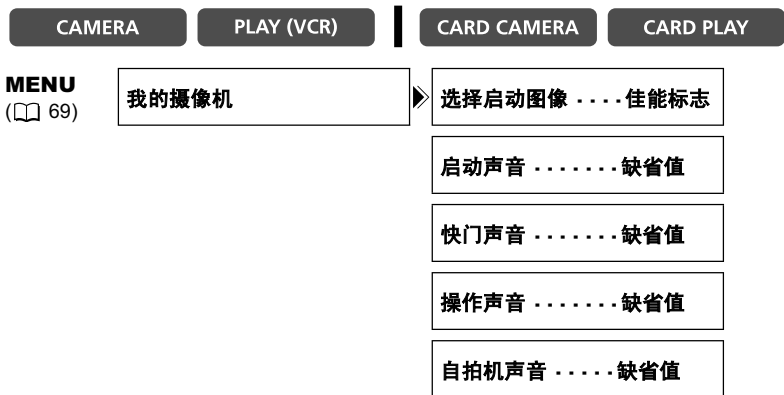 CAMERA PLAY (VCR) CARD CAMERA CARD PLAY
MENU
(69)
我的摄像机
选择启动图像 ････佳能标志
启动声音 ･･･････缺省值
快门声音 ･･･････缺省值
操作声音 ･･･････缺省值
自拍机声音 ･････缺省值